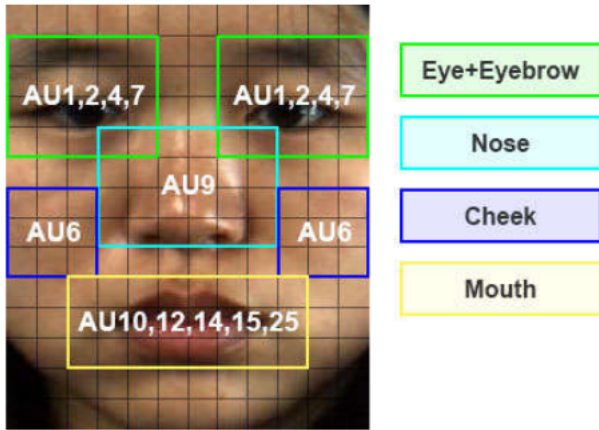 AU1,2,4,7
AU1,2,4,7
AU9
AU6
AU6
AU10,12,14,15,25
Eye+Eyebrow
Nose
Cheek
Mouth